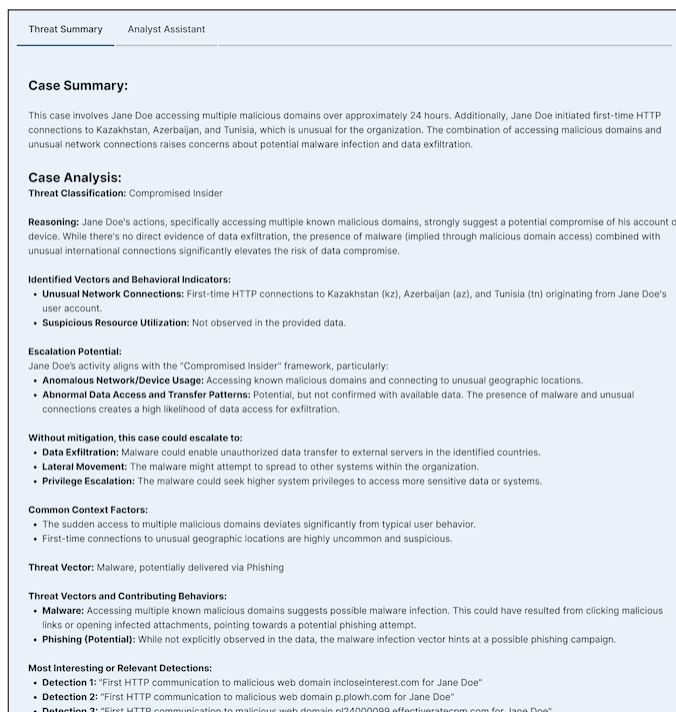 Threat Summary
Analyst Assistant
Case Summary:
This case involves Jane Doe accessing multiple malicious domains over approximately 24 hours. Additionally, Jane Doe initiated first-time HTTP
connections to Kazakhstan, Azerbaijan, and Tunisia, which is unusual for the organization. The combination of accessing malicious domains and
unusual network connections raises concerns about potential malware infection and data exfiltration.
Case Analysis:
Threat Classification: Compromised Insider
Reasoning: Jane Doe's actions, specifically accessing multiple known malicious domains, strongly suggest a potential compromise of his account o
device. While there's no direct evidence of data exfiltration, the presence of malware (implied through malicious domain access) combined with
unusual international connections significantly elevates the risk of data compromise.
Identified Vectors and Behavioral Indicators:
• Unusual Network Connections: First-time HTTP connections to Kazakhstan (kz), Azerbaijan (az), and Tunisia (tn) originating from Jane Doe's
user account.
• Suspicious Resource Utilization: Not observed in the provided data.
Escalation Potential:
Jane Doe's activity aligns with the "Compromised Insider" framework, particularly:
• Anomalous Network/Device Usage: Accessing known malicious domains and connecting to unusual geographic locations.
• Abnormal Data Access and Transfer Patterns: Potential, but not confirmed with available data. The presence of malware and unusual
connections creates a high likelihood of data access for exfiltration.
Without mitigation, this case could escalate to:
• Data Exfiltration: Malware could enable unauthorized data transfer to external servers in the identified countries.
• Lateral Movement: The malware might attempt to spread to other systems within the organization.
• Privilege Escalation: The malware could seek higher system privileges to access more sensitive data or systems.
Common Context Factors:
• The sudden access to multiple malicious domains deviates significantly from typical user behavior.
• First-time connections to unusual geographic locations are highly uncommon and suspicious.
Threat Vector: Malware, potentially delivered via Phishing
Threat Vectors and Contributing Behaviors:
• Malware: Accessing multiple known malicious domains suggests possible malware infection. This could have resulted from clicking malicious
links or opening infected attachments, pointing towards a potential phishing attempt.
• Phishing (Potential): While not explicitly observed in the data, the malware infection vector hints at a possible phishing campaign.
Most Interesting or Relevant Detections:
• Detection 1: "First HTTP communication to malicious web domain incloseinterest.com for Jane Doe"
• Detection 2: "First HTTP communication to malicious web domain p.plowh.com for Jane Doe"
• Detection 3: "First HTTP communication to malicious web domain pl24000099.effectiveratecpm.com for Jane Doe"